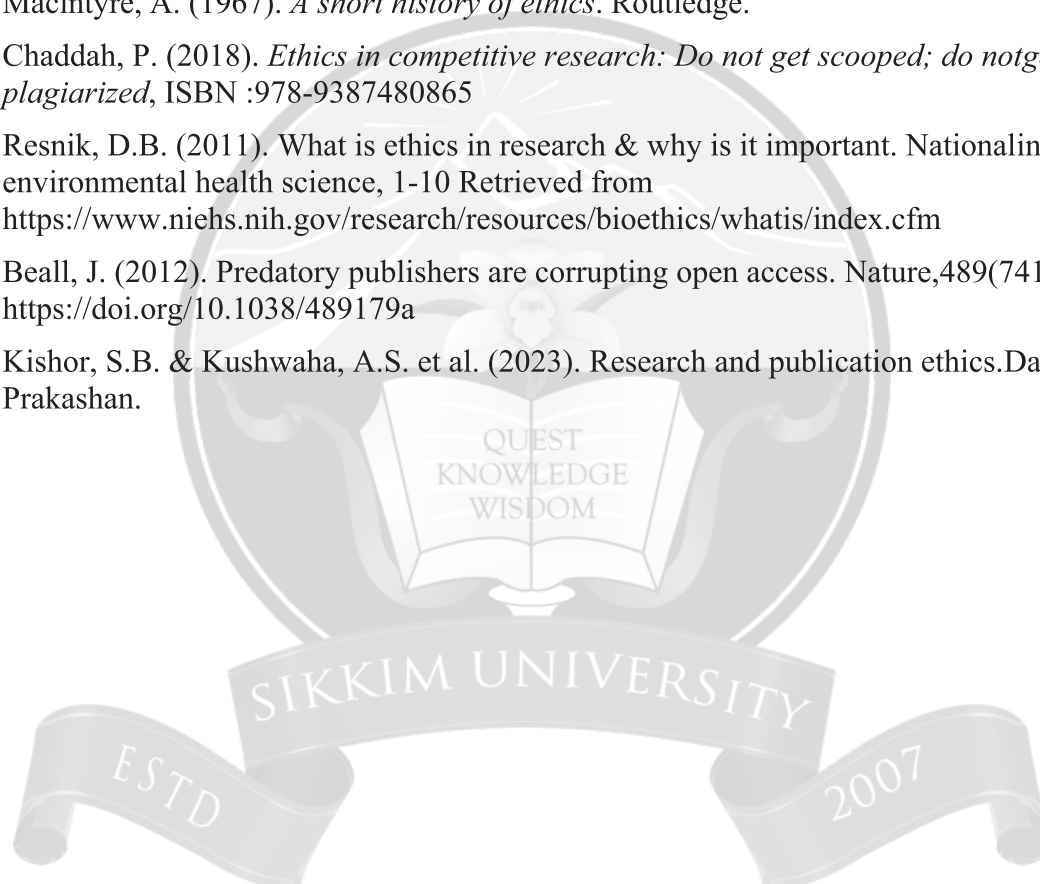 MacIntyre, A. (1967). A short history of ethics. Routledge.
Chaddah, P. (2018). Ethics in competitive research: Do not get scooped; do notg
plagiarized, ISBN :978-9387480865
Resnik, D.B. (2011). What is ethics in research & why is it important. Nationalin
environmental health science, 1-10 Retrieved from
https://www.niehs.nih.gov/research/resources/bioethics/whatis/index.cfm
Beall, J. (2012). Predatory publishers are corrupting open access. Nature,489(741
https://doi.org/10.1038/489179a
Kishor, S.B. & Kushwaha, A.S. et al. (2023). Research and publication ethics.Da
Prakashan.
QUEST
KNOWLEDGE
WISDOM
SIKKIM UNIVERSITY
ESTD
2007